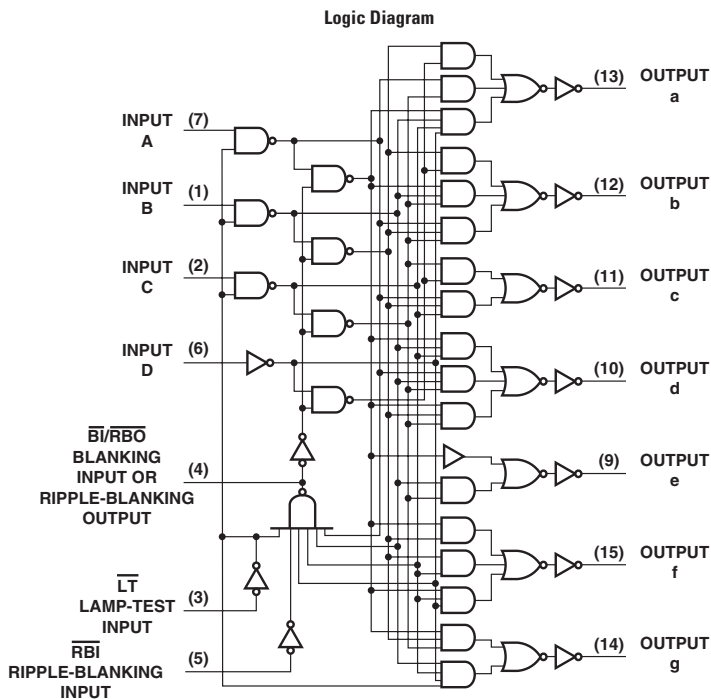 Logic Diagram
INPUT
A
(7)
INPUT
B
(1)
INPUT
C
(2)
INPUT
D
(6)
BI/RBO
BLANKING
INPUT OR
RIPPLE-BLANKING
OUTPUT
(4)
LT
LAMP-TEST
INPUT
(3)
RBI
RIPPLE-BLANKING
INPUT
(5)
(13)
OUTPUT
a
(12)
OUTPUT
b
(11)
OUTPUT
c
(10)
OUTPUT
d
(9)
OUTPUT
e
(15)
OUTPUT
f
(14)
OUTPUT
g